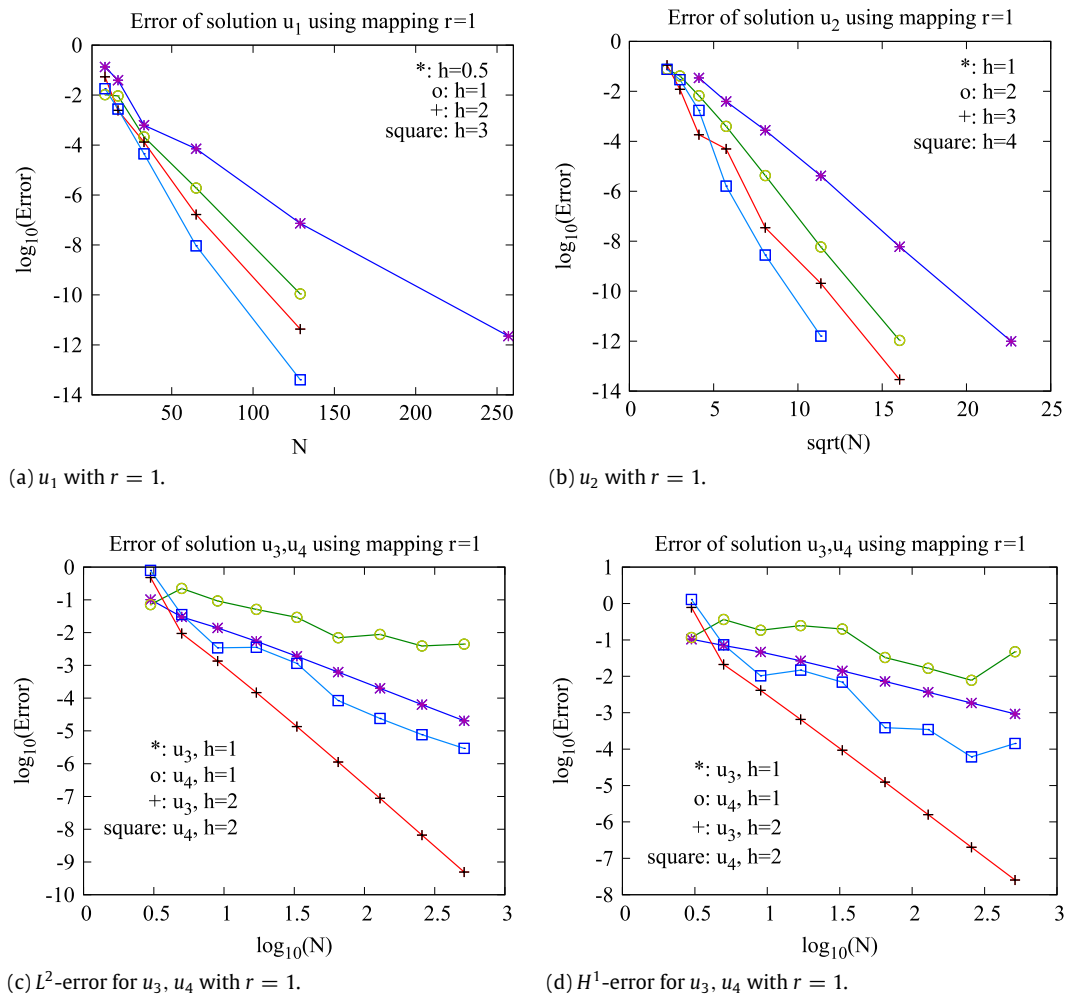 Error of solution u₁ using mapping r=1
0
-2
-4
-6
-8
-10
-12
-14
log₁₀(Error)
*: h=0.5
o: h=1
+: h=2
square: h=3
50
100
150
200
250
N
(a) u₁ with r = 1.
Error of solution u₂ using mapping r=1
0
-2
-4
-6
-8
-10
-12
-14
log₁₀(Error)
*: h=1
o: h=2
+: h=3
square: h=4
0
5
10
15
20
25
sqrt(N)
(b) u₂ with r = 1.
Error of solution u₃,u₄ using mapping r=1
0
-1
-2
-3
-4
-5
-6
-7
-8
-9
-10
log₁₀(Error)
*: u₃, h=1
o: u₄, h=1
+: u₃, h=2
square: u₄, h=2
0
0.5
1
1.5
2
2.5
3
log₁₀(N)
(c) L²-error for u₃, u₄ with r = 1.
Error of solution u₃,u₄ using mapping r=1
1
0
-1
-2
-3
-4
-5
-6
-7
-8
log₁₀(Error)
*: u₃, h=1
o: u₄, h=1
+: u₃, h=2
square: u₄, h=2
0
0.5
1
1.5
2
2.5
3
log₁₀(N)
(d) H¹-error for u₃, u₄ with r = 1.